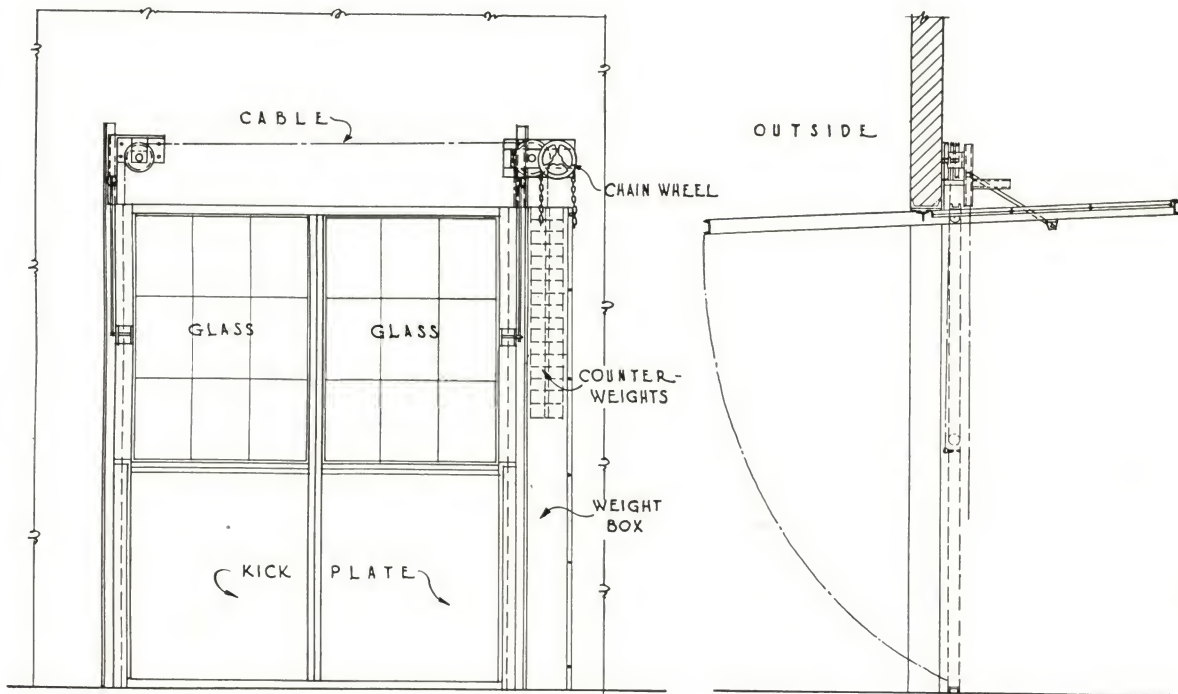 CABLE
OUTSIDE
CHAIN WHEEL
GLASS
GLASS
COUNTER-
WEIGHTS
WEIGHT
BOX
KICK PLATE